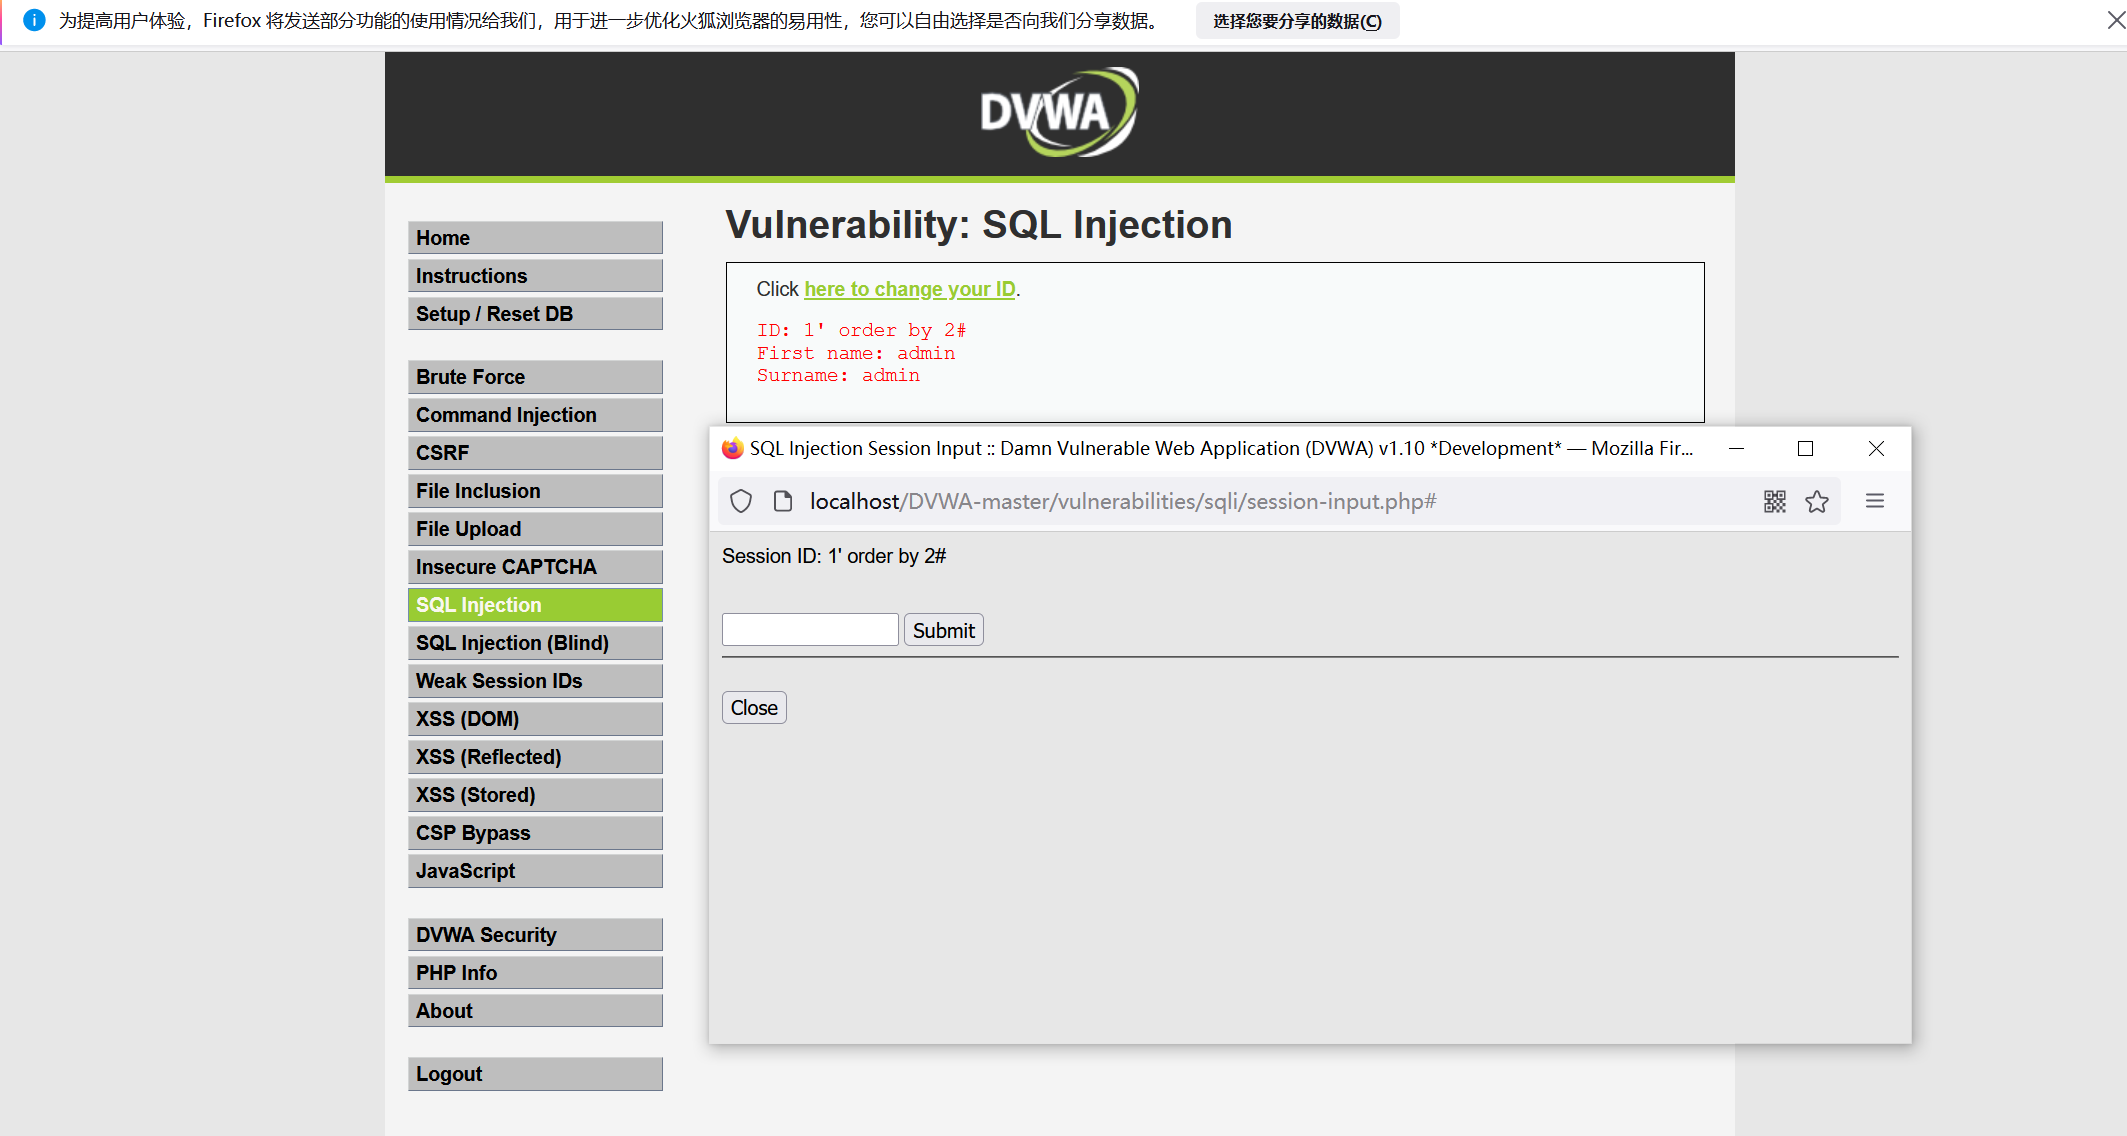 为提高用户体验，Firefox 将发送部分功能的使用情况给我们，用于进一步优化火狐浏览器的易用性，您可以自由选择是否向我们分享数据。 选择您要分享的数据(C)
DVWA
Vulnerability: SQL Injection
Click here to change your ID.
ID: 1' order by 2#
First name: admin
Surname: admin
Home
Instructions
Setup / Reset DB
Brute Force
Command Injection
CSRF
File Inclusion
File Upload
Insecure CAPTCHA
SQL Injection
SQL Injection (Blind)
Weak Session IDs
XSS (DOM)
XSS (Reflected)
XSS (Stored)
CSP Bypass
JavaScript
DVWA Security
PHP Info
About
Logout
SQL Injection Session Input :: Damn Vulnerable Web Application (DVWA) v1.10 *Development* — Mozilla Fir...
localhost/DVWA-master/vulnerabilities/sqli/session-input.php#
Session ID: 1' order by 2#
Submit
Close